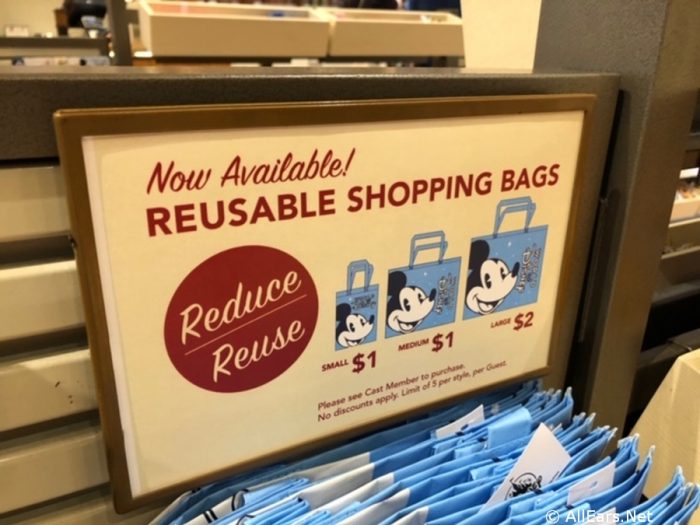 Now Available!
REUSABLE SHOPPING BAGS
Reduce
Reuse
SMALL $1
MEDIUM $1
LARGE $2
Please see Cast Member to purchase.
No discounts apply. Limit of 5 per style, per Guest.
© AllEars.Net